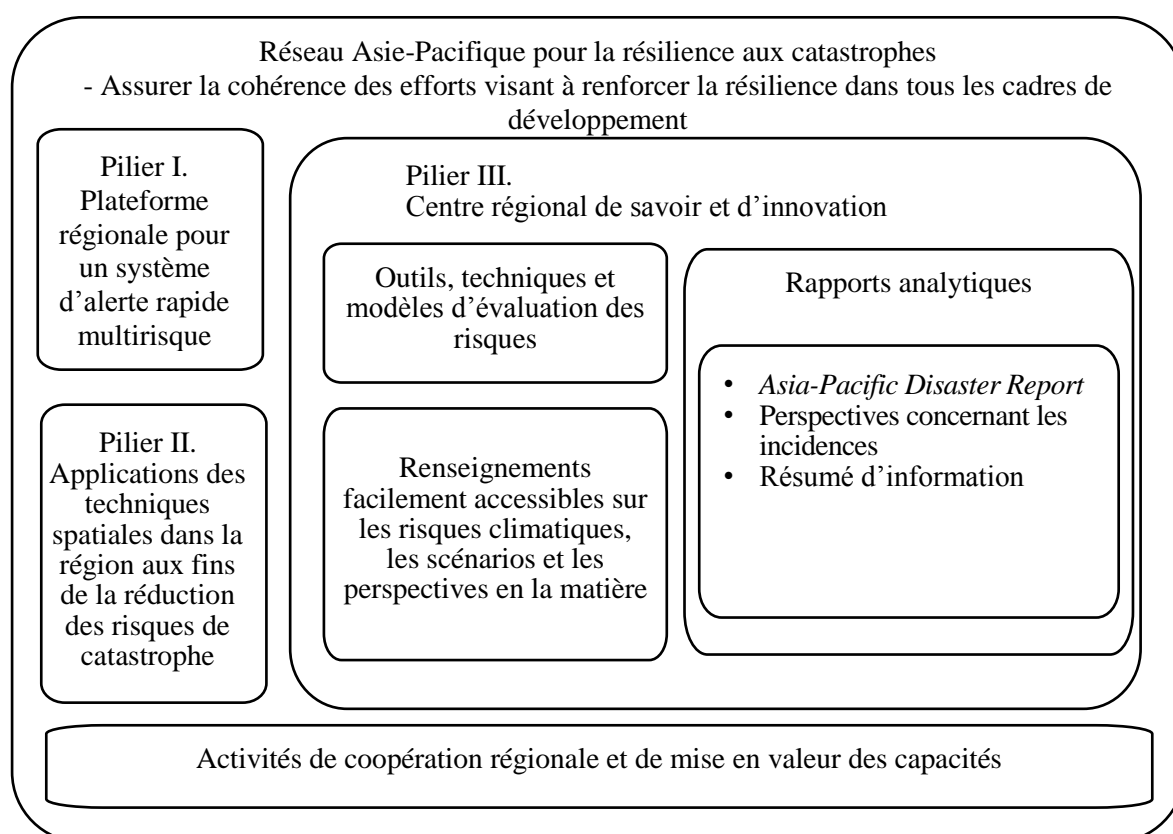 Réseau Asie-Pacifique pour la résilience aux catastrophes
- Assurer la cohérence des efforts visant à renforcer la résilience dans tous les cadres de
développement
Pilier I.
Plateforme
régionale pour
un système
d’alerte rapide
multirisque
Pilier II.
Applications des
techniques
spatiales dans la
région aux fins
de la réduction
des risques de
catastrophe
Pilier III.
Centre régional de savoir et d’innovation
Outils, techniques et
modèles d’évaluation des
risques
Renseignements
facilement accessibles sur
les risques climatiques,
les scénarios et les
perspectives en la matière
Rapports analytiques
• Asia-Pacific Disaster Report
• Perspectives concernant les
incidences
• Résumé d’information
Activités de coopération régionale et de mise en valeur des capacités